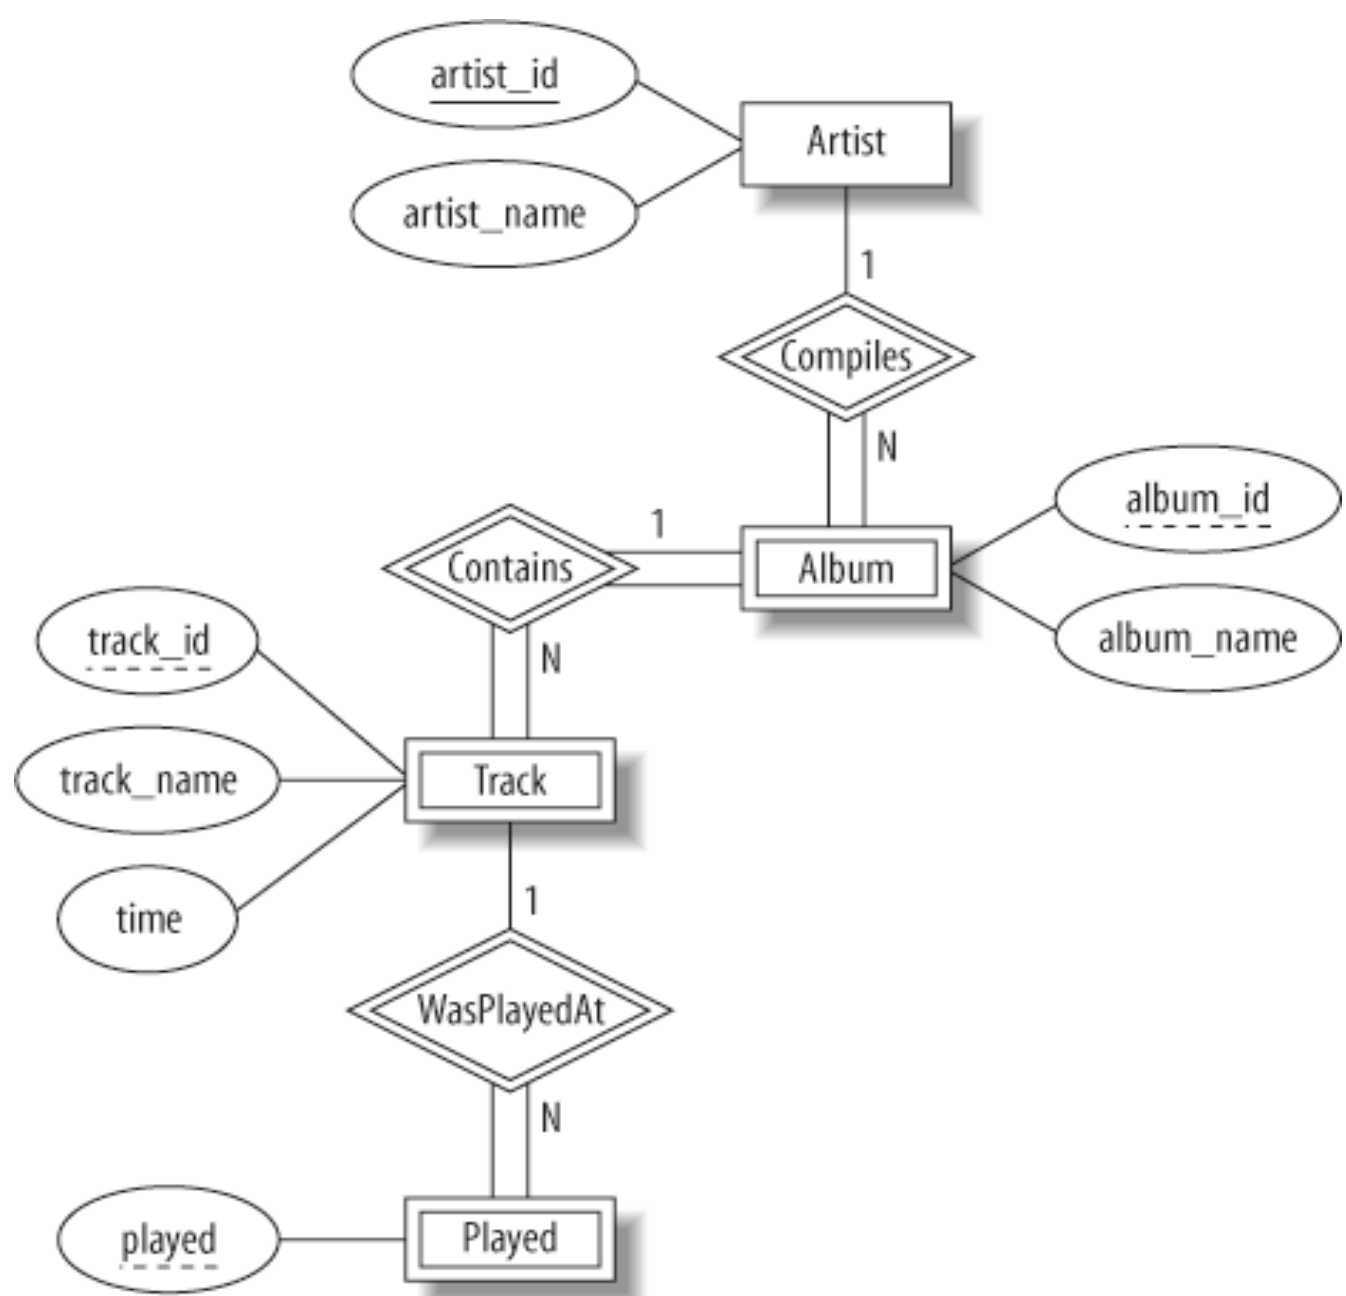 artist_id
Artist
artist_name
1
Compiles
N
album_id
1
Contains
Album
album_name
N
track_id
track_name
Track
time
1
WasPlayedAt
N
played
Played